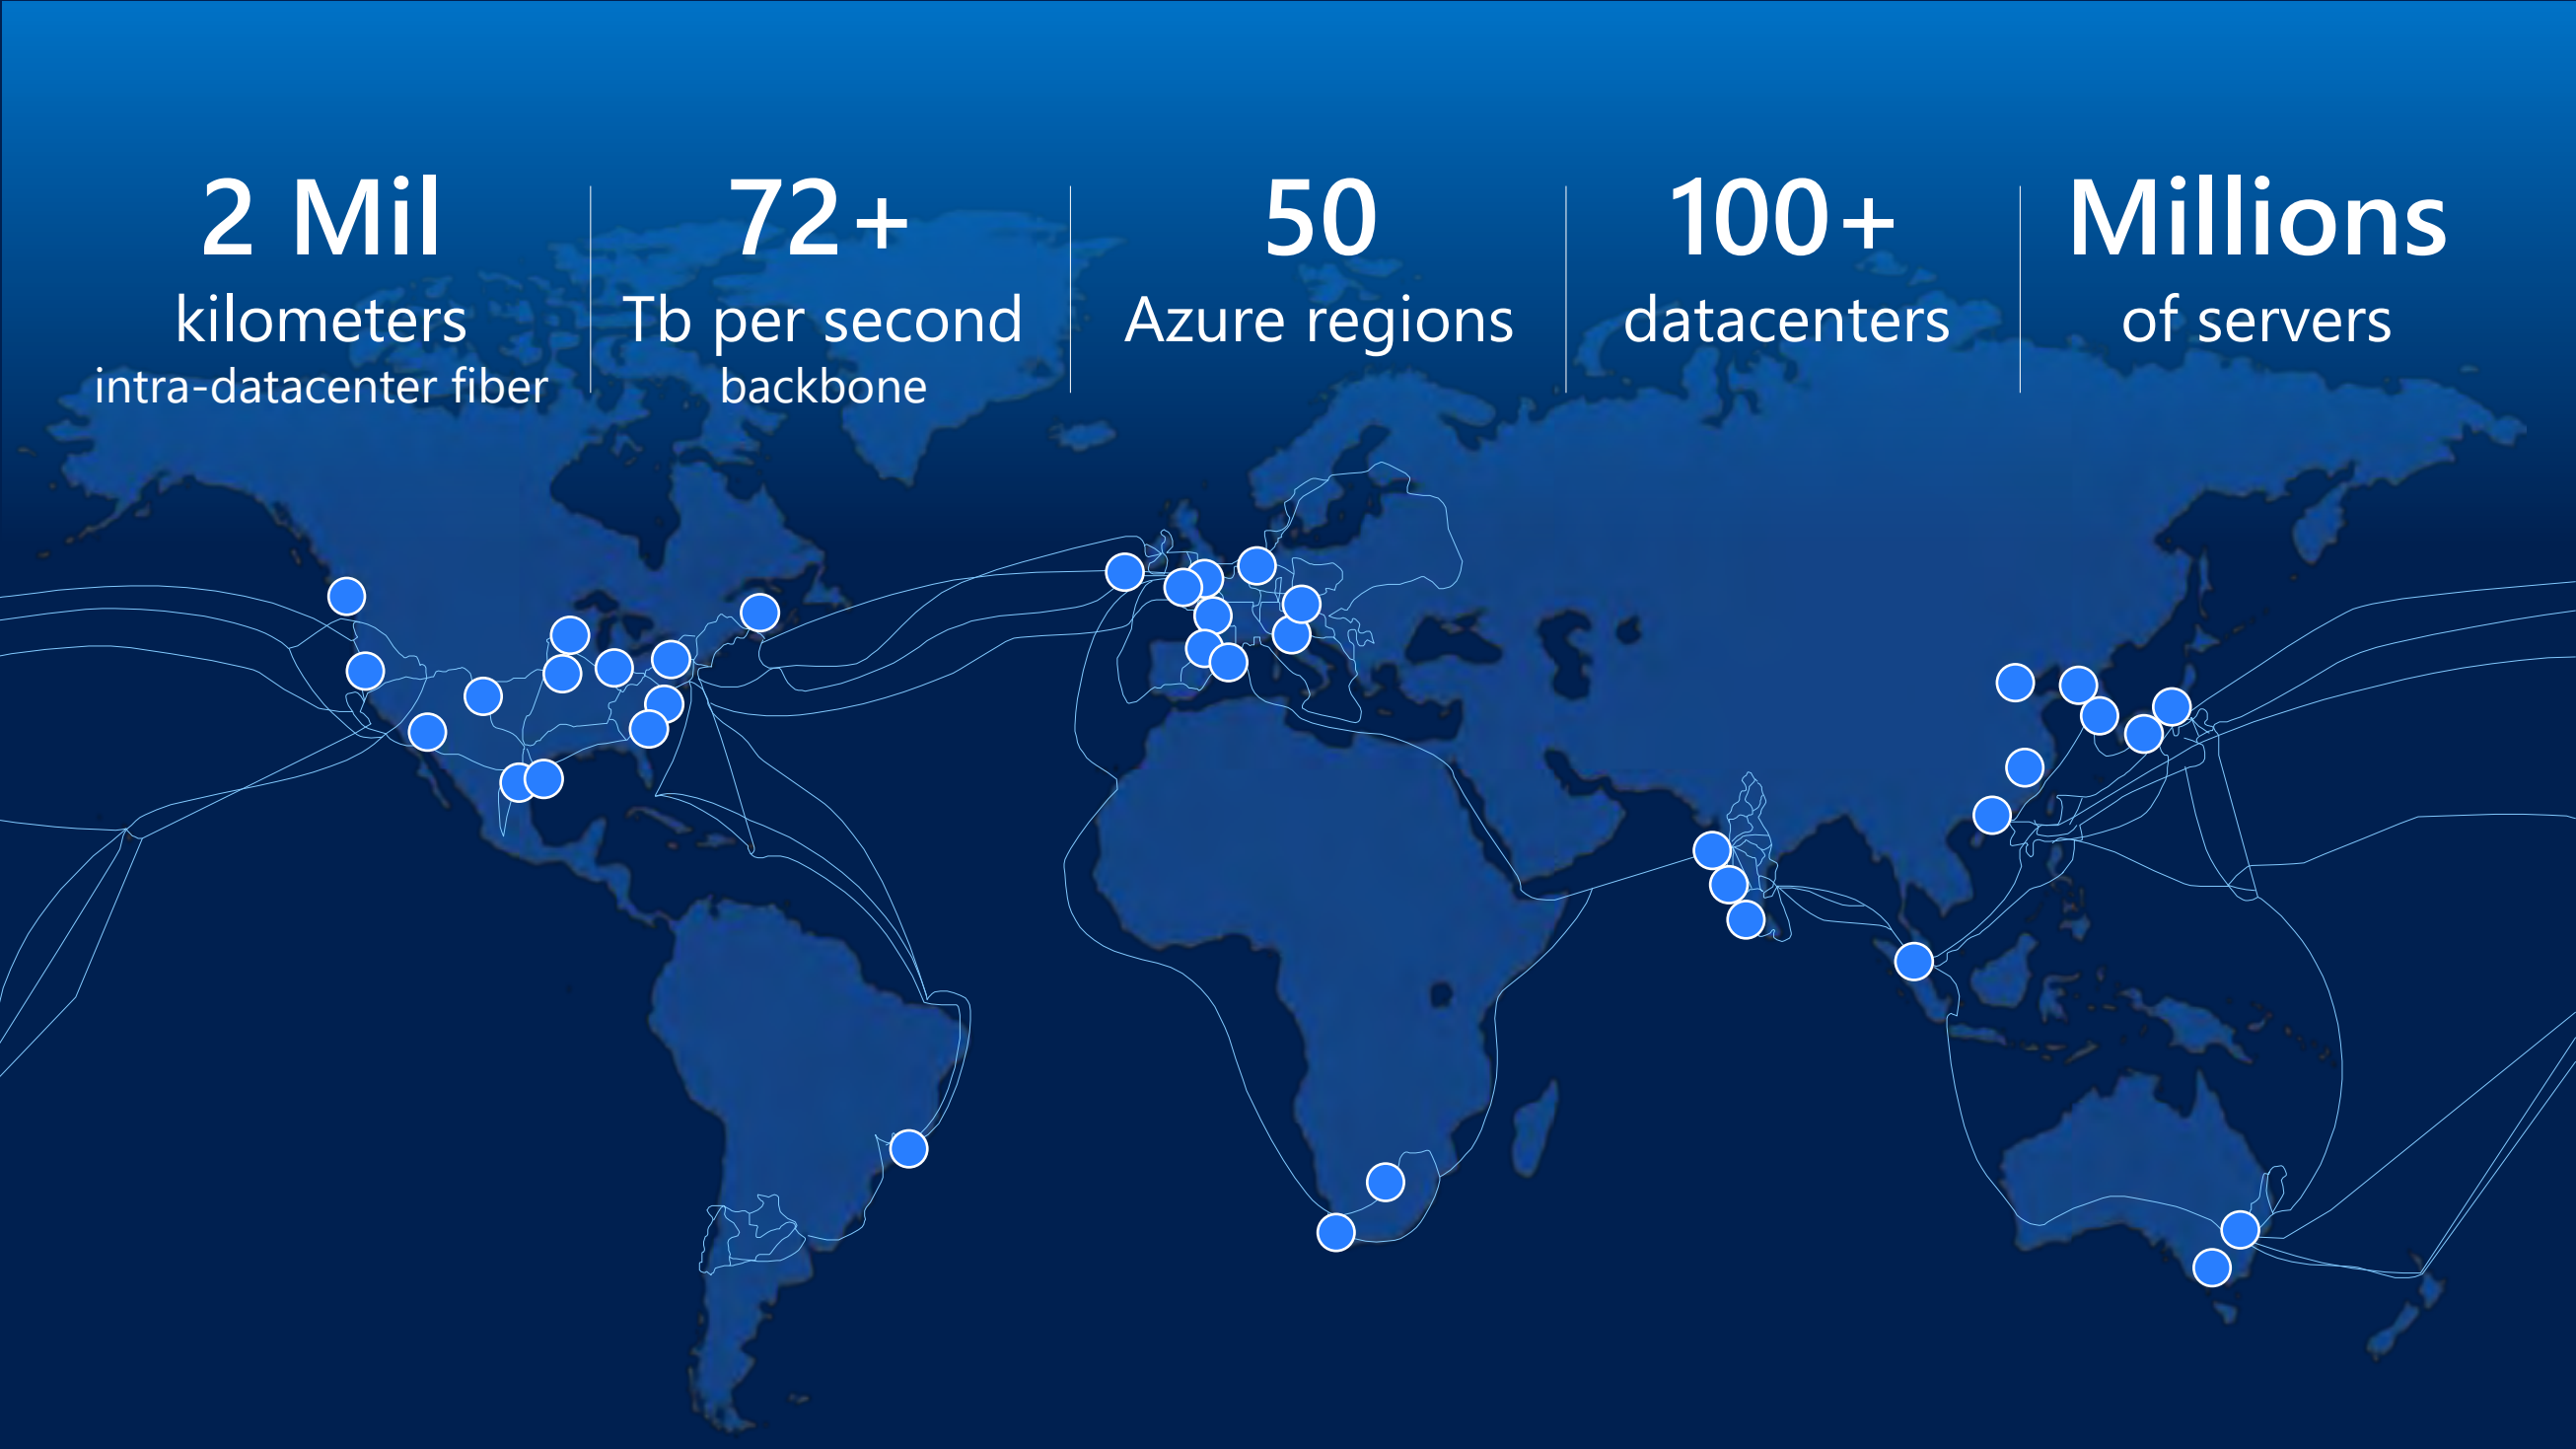 2 Mil
kilometers
intra-datacenter fiber
72+
Tb per second
backbone
50
Azure regions
100+
datacenters
Millions
of servers